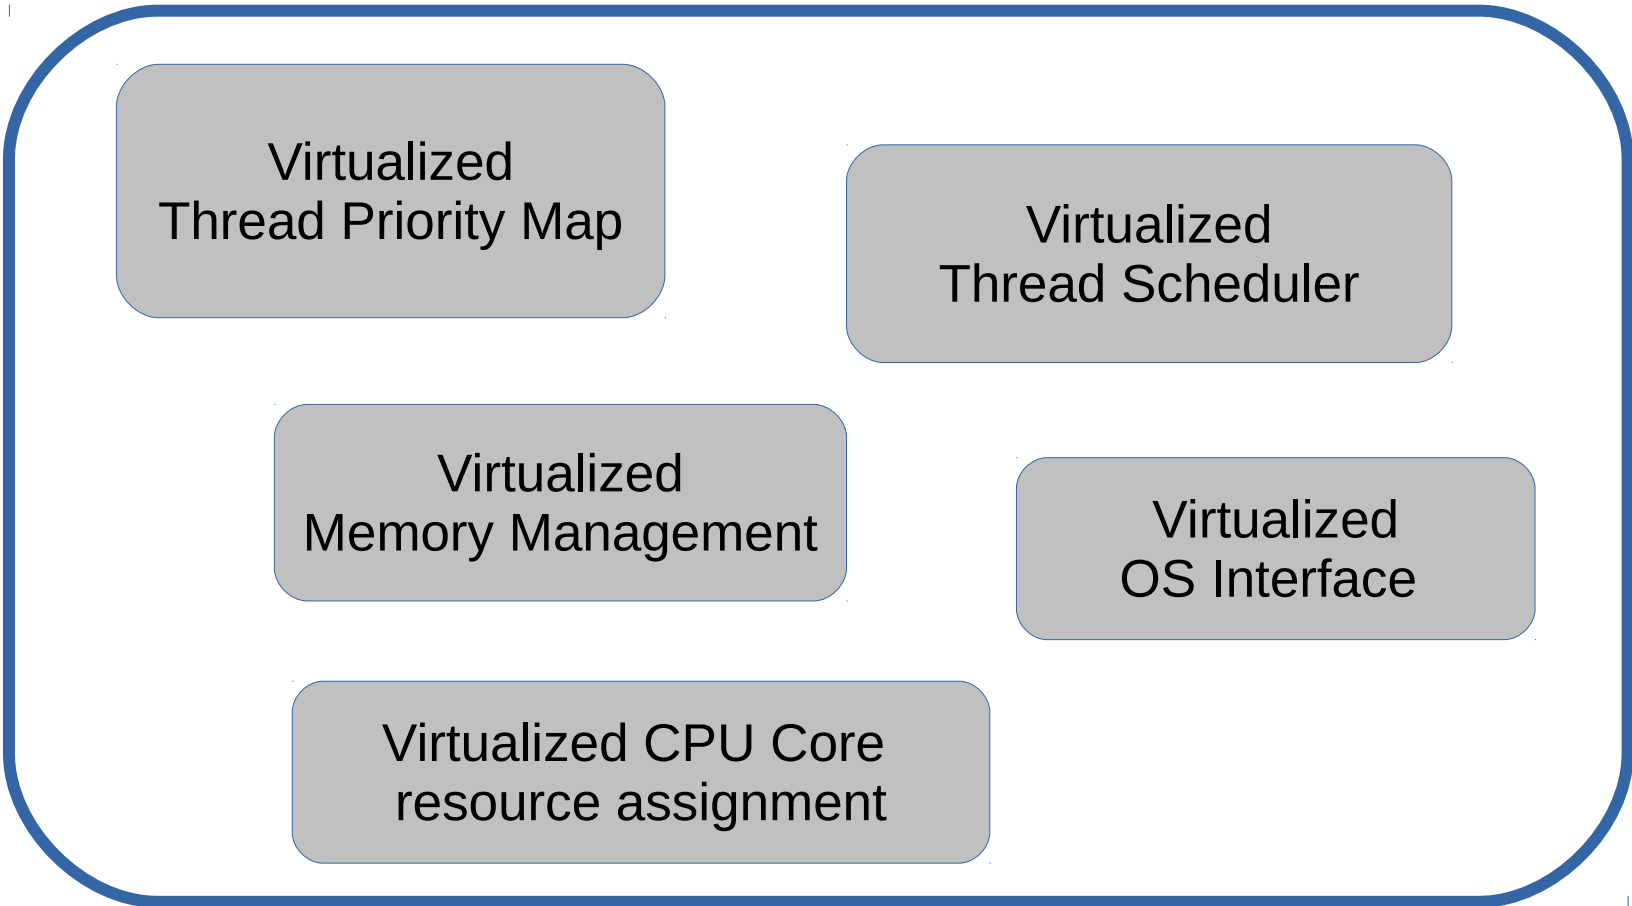 Virtualized
Thread Priority Map
Virtualized
Thread Scheduler
Virtualized
Memory Management
Virtualized
OS Interface
Virtualized CPU Core
resource assignment